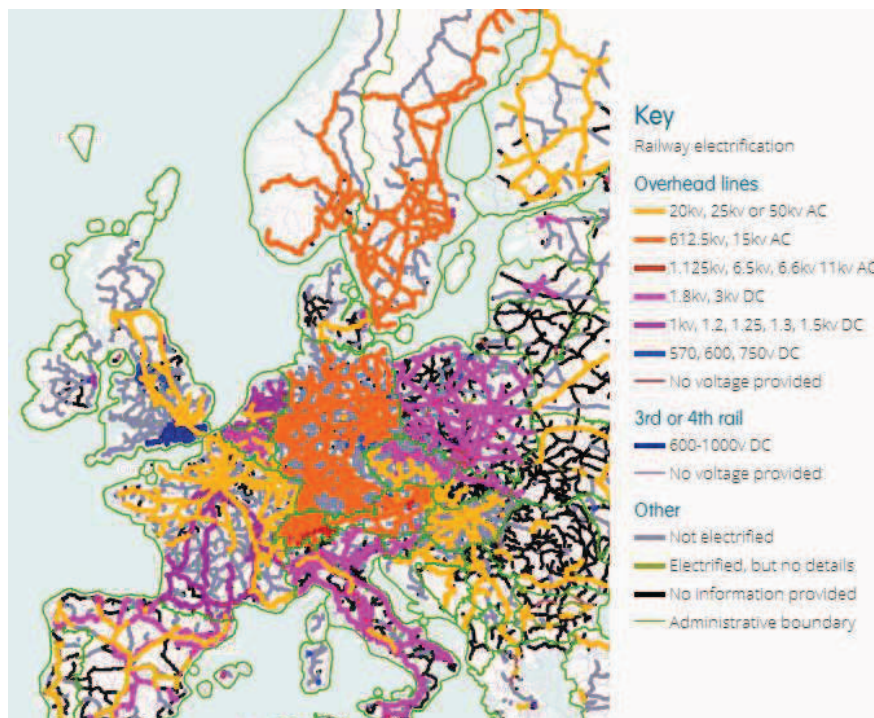 Key
Railway electrification
Overhead lines
20kv, 25kv or 50kv AC
612.5kv, 15kv AC
1.125kv, 6.5kv, 6.6kv 11kv AC
1.8kv, 3kv DC
1kv, 1.2, 1.25, 1.3, 1.5kv DC
570, 600, 750v DC
No voltage provided
3rd or 4th rail
600-1000v DC
No voltage provided
Other
Not electrified
Electrified, but no details
No information provided
Administrative boundary